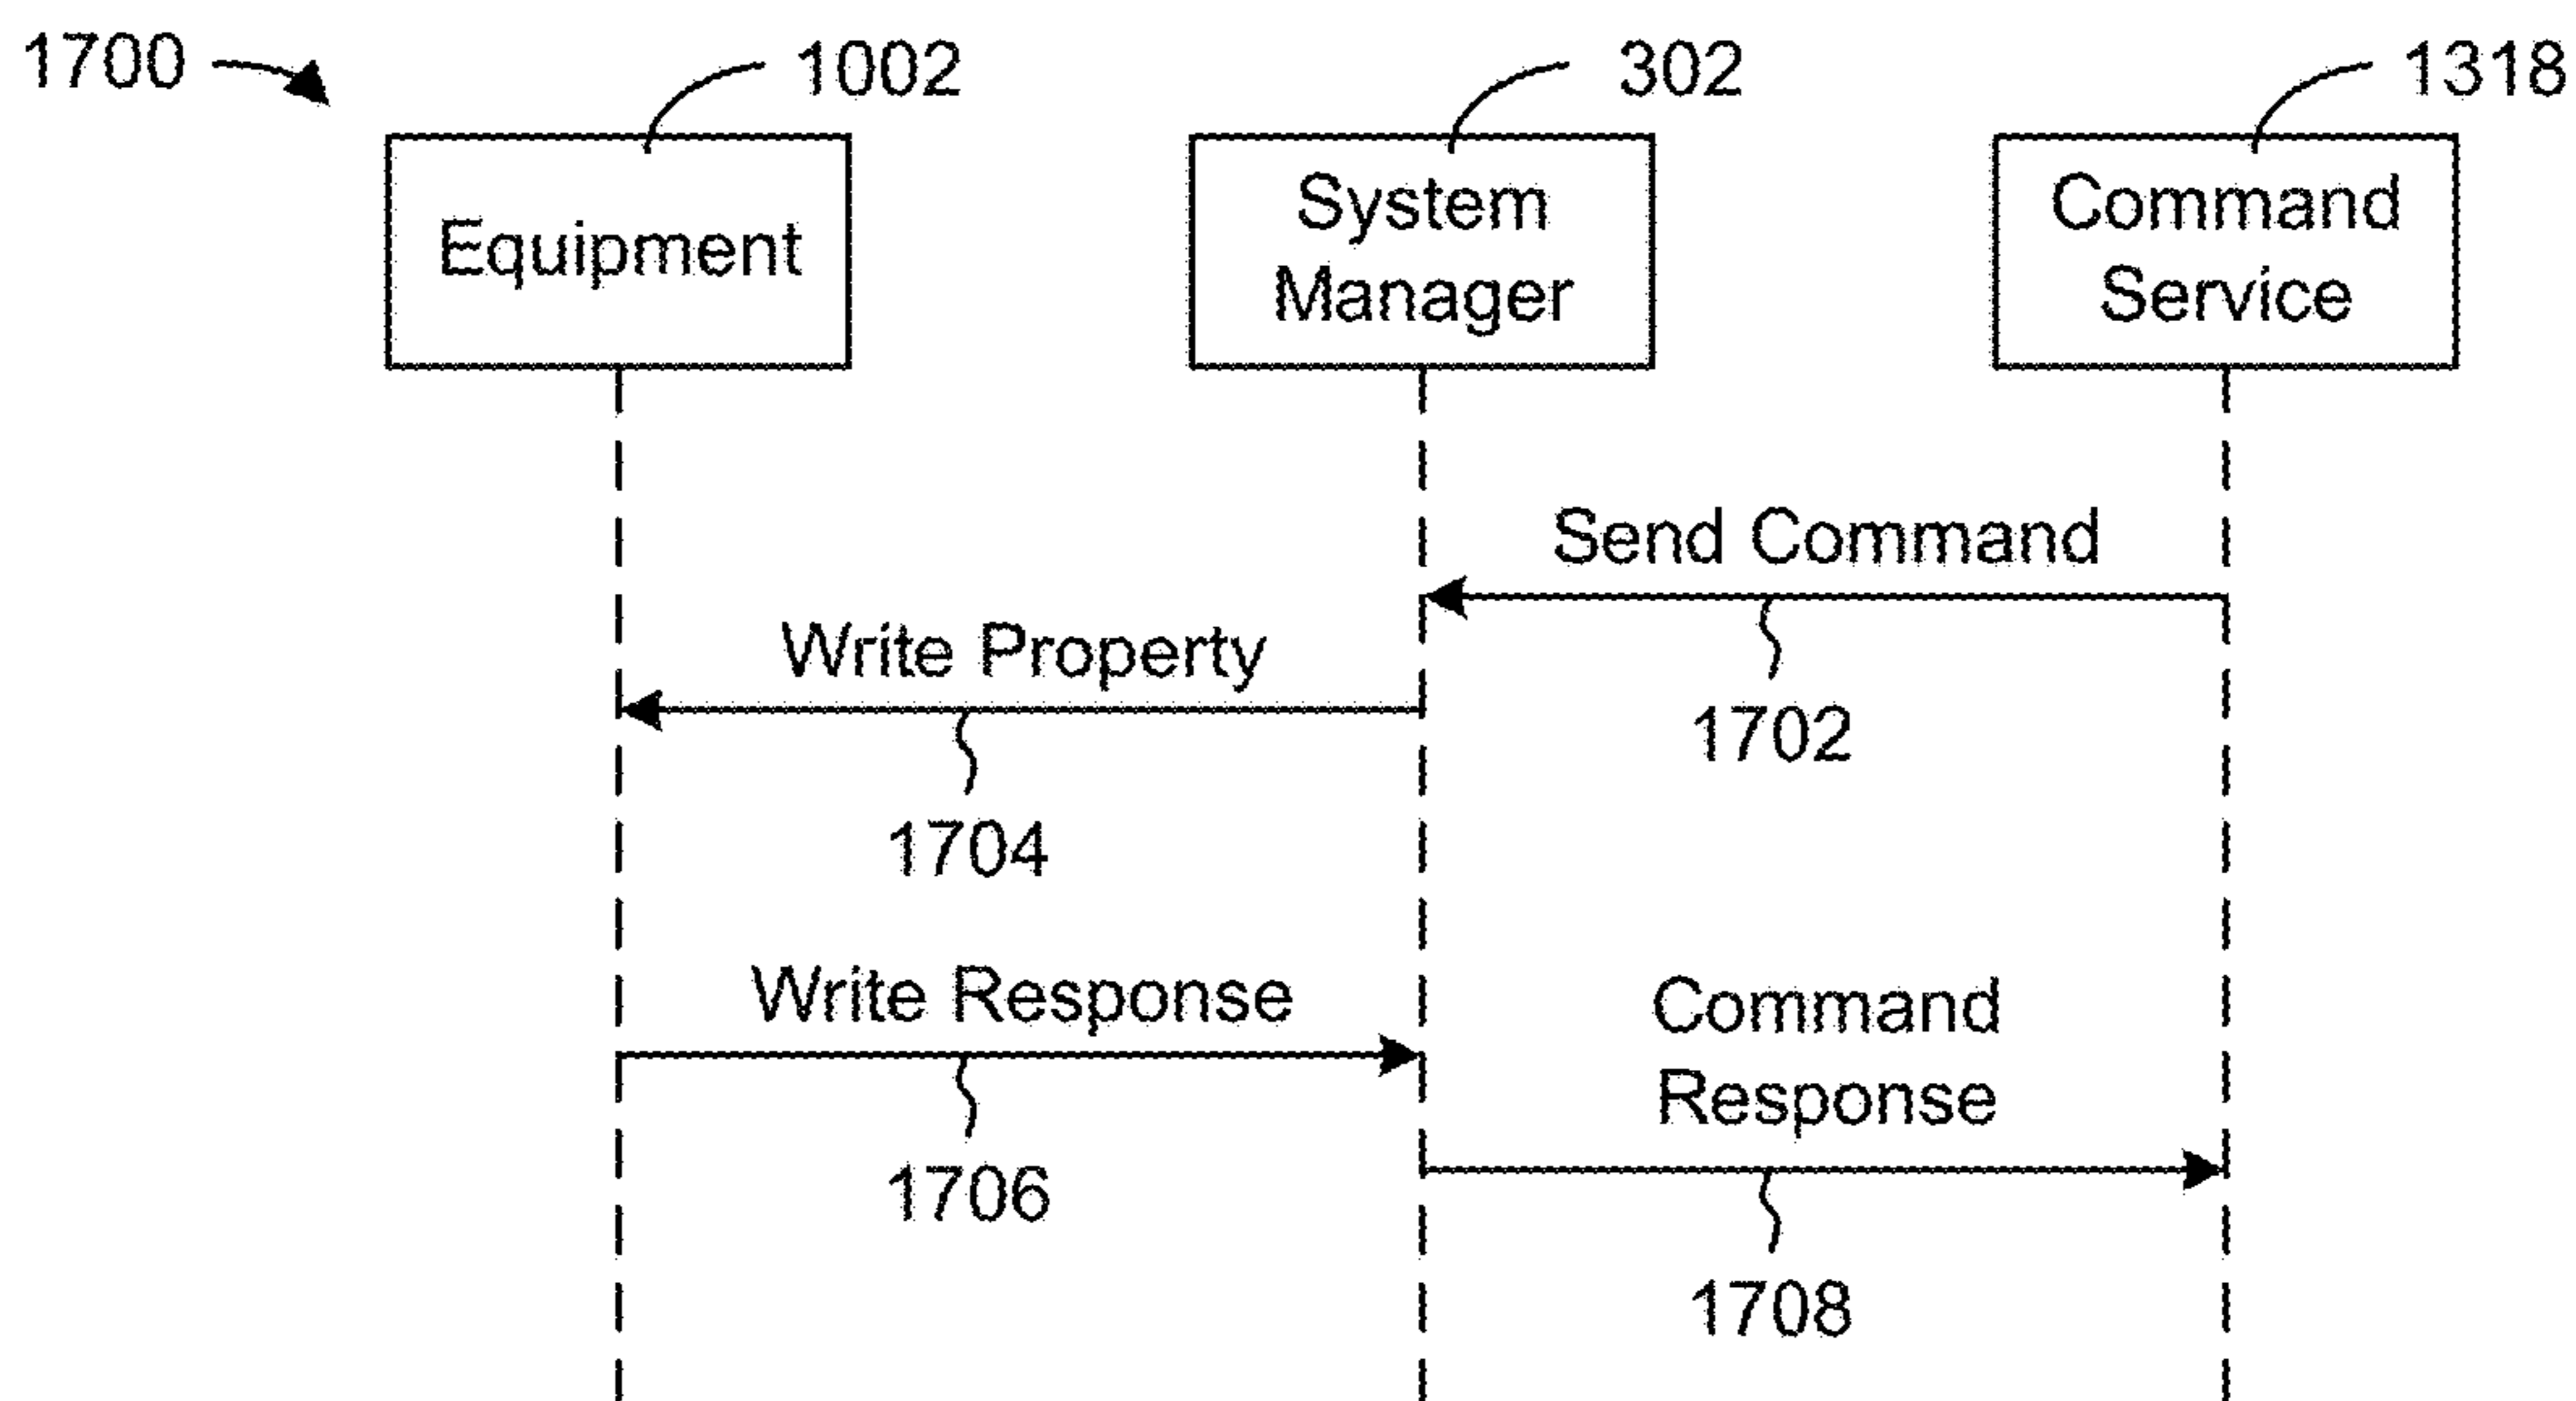 1700
1002
302
1318
Equipment
System
Manager
Command
Service
Send Command
1702
Write Property
1704
Write Response
1706
Command
Response
1708